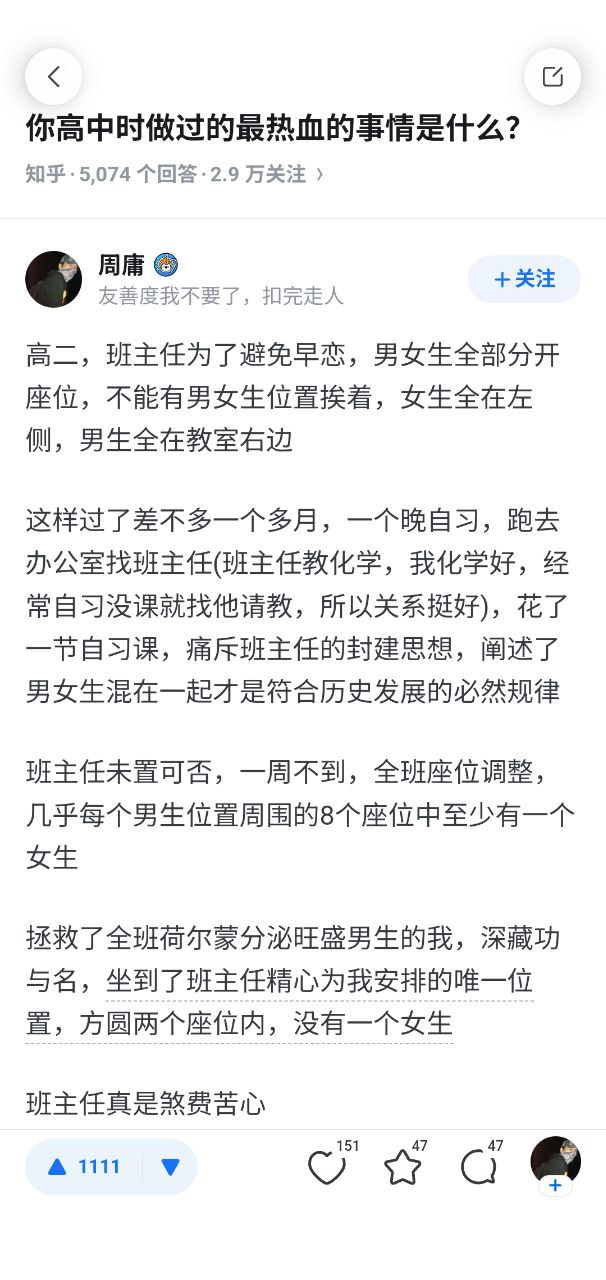 你高中时做过的最热血的事情是什么?
知乎·5,074 个回答·2.9 万关注 >
周庸
友善度我不要了，扣完走人
+关注
高二，班主任为了避免早恋，男女生全部分开
座位，不能有男女生位置挨着，女生全在左
侧，男生全在教室右边
这样过了差不多一个多月，一个晚自习，跑去
办公室找班主任(班主任教化学，我化学好，经
常自习没课就找他请教，所以关系挺好)，花了
一节自习课，痛斥班主任的封建思想，阐述了
男女生混在一起才是符合历史发展的必然规律
班主任未置可否，一周不到，全班座位调整，
几乎每个男生位置周围的8个座位中至少有一个
女生
拯救了全班荷尔蒙分泌旺盛男生的我，深藏功
与名，坐到了班主任精心为我安排的唯一位
置，方圆两个座位内，没有一个女生
班主任真是煞费苦心
1111
151
47
47